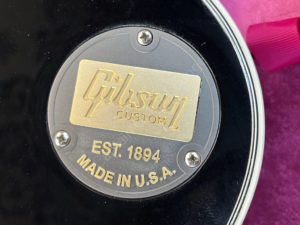 Gibson
CUSTOM
EST. 1894
MADE IN U.S.A.